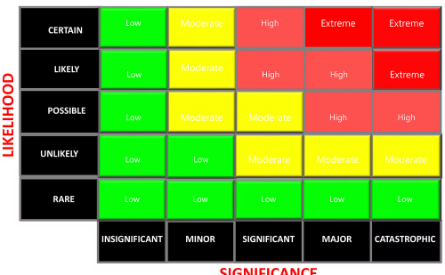 LIKELIHOOD
CERTAIN Low Moderate High Extreme Extreme
LIKELY Low Moderate High High Extreme
POSSIBLE Low Moderate Moderate High High
UNLIKELY Low Low Moderate Moderate Moderate
RARE Low Low Low Low Low
INSIGNIFICANT MINOR SIGNIFICANT MAJOR CATASTROPHIC
SIGNIFICANCE